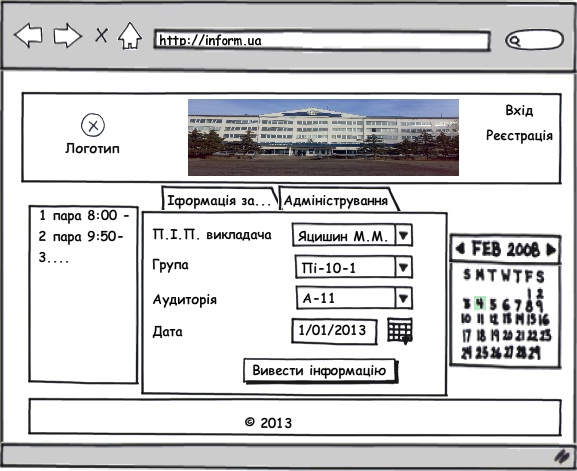 http://inform.ua
Вхід
Реєстрація
Логотип
Іформація за...
Адміністрування
1 пара 8:00 -
2 пара 9:50-
3....
П.І.П. викладача
Яцишин М.М.
Група
Пі-10-1
Аудиторія
А-11
Дата
1/01/2013
Вивести інформацію
FEB 2008
S M T W T F S
1 2
3 4 5 6 7 8 9
10 11 12 13 14 15 16
17 18 19 20 21 22 23
24 25 26 27 28 29
© 2013